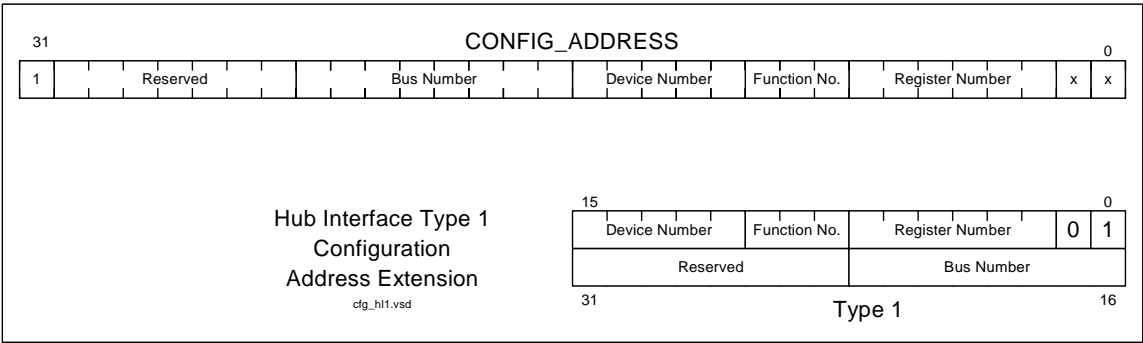 CONFIG_ADDRESS
31 0
1 Reserved Bus Number Device Number Function No. Register Number x x
15 0
Hub Interface Type 1
Configuration
Address Extension
cfg_hl1.vsd
Device Number Function No. Register Number 0 1
Reserved Bus Number
31 16
Type 1